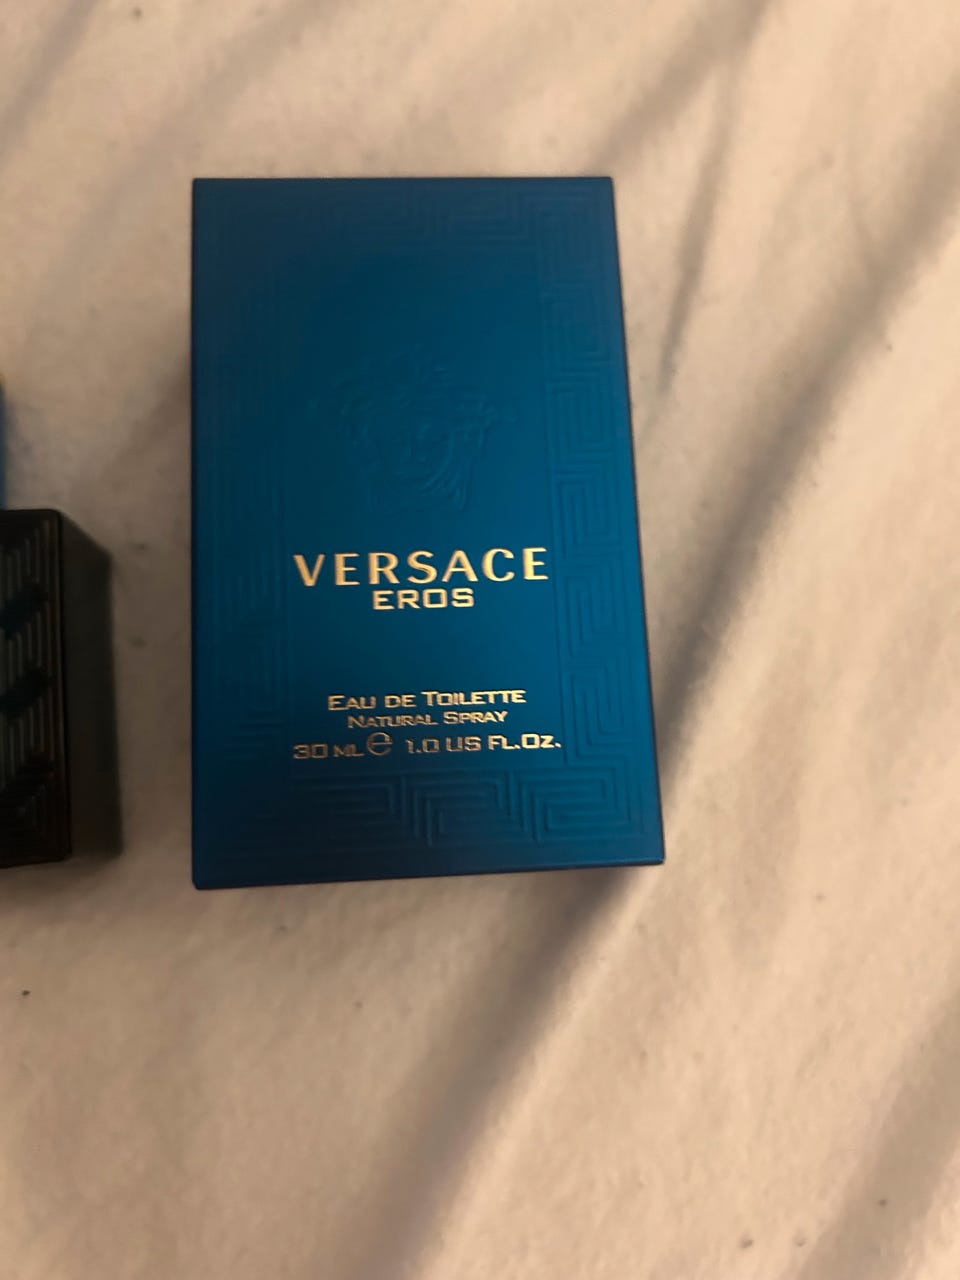 VERSACE
EROS
EAU DE TOILETTE
NATURAL SPRAY
30 ML ℮ 1.0 US FL.OZ.